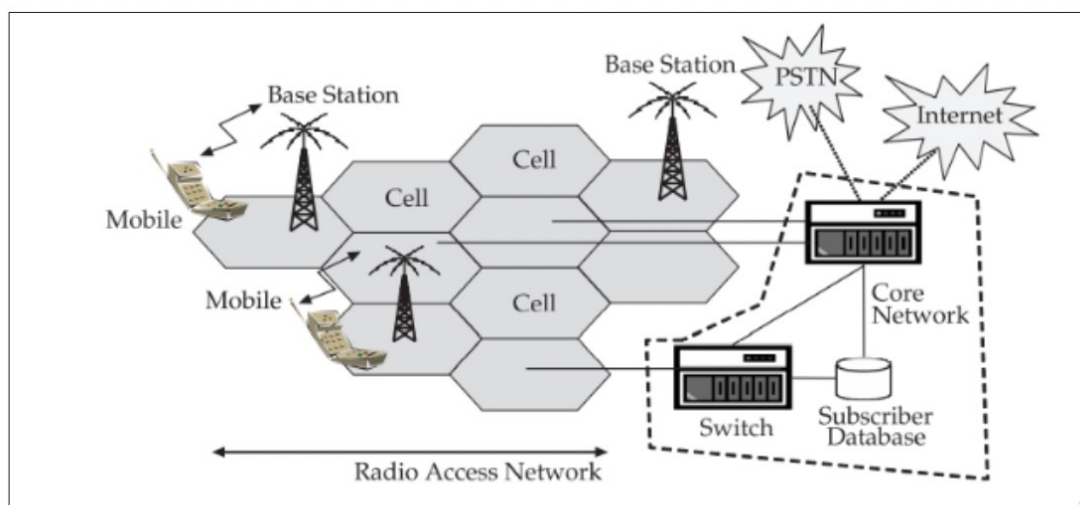 Base Station
Base Station
PSTN
Internet
Cell
Cell
Mobile
Mobile
Cell
Core
Network
Switch
Subscriber
Database
Radio Access Network